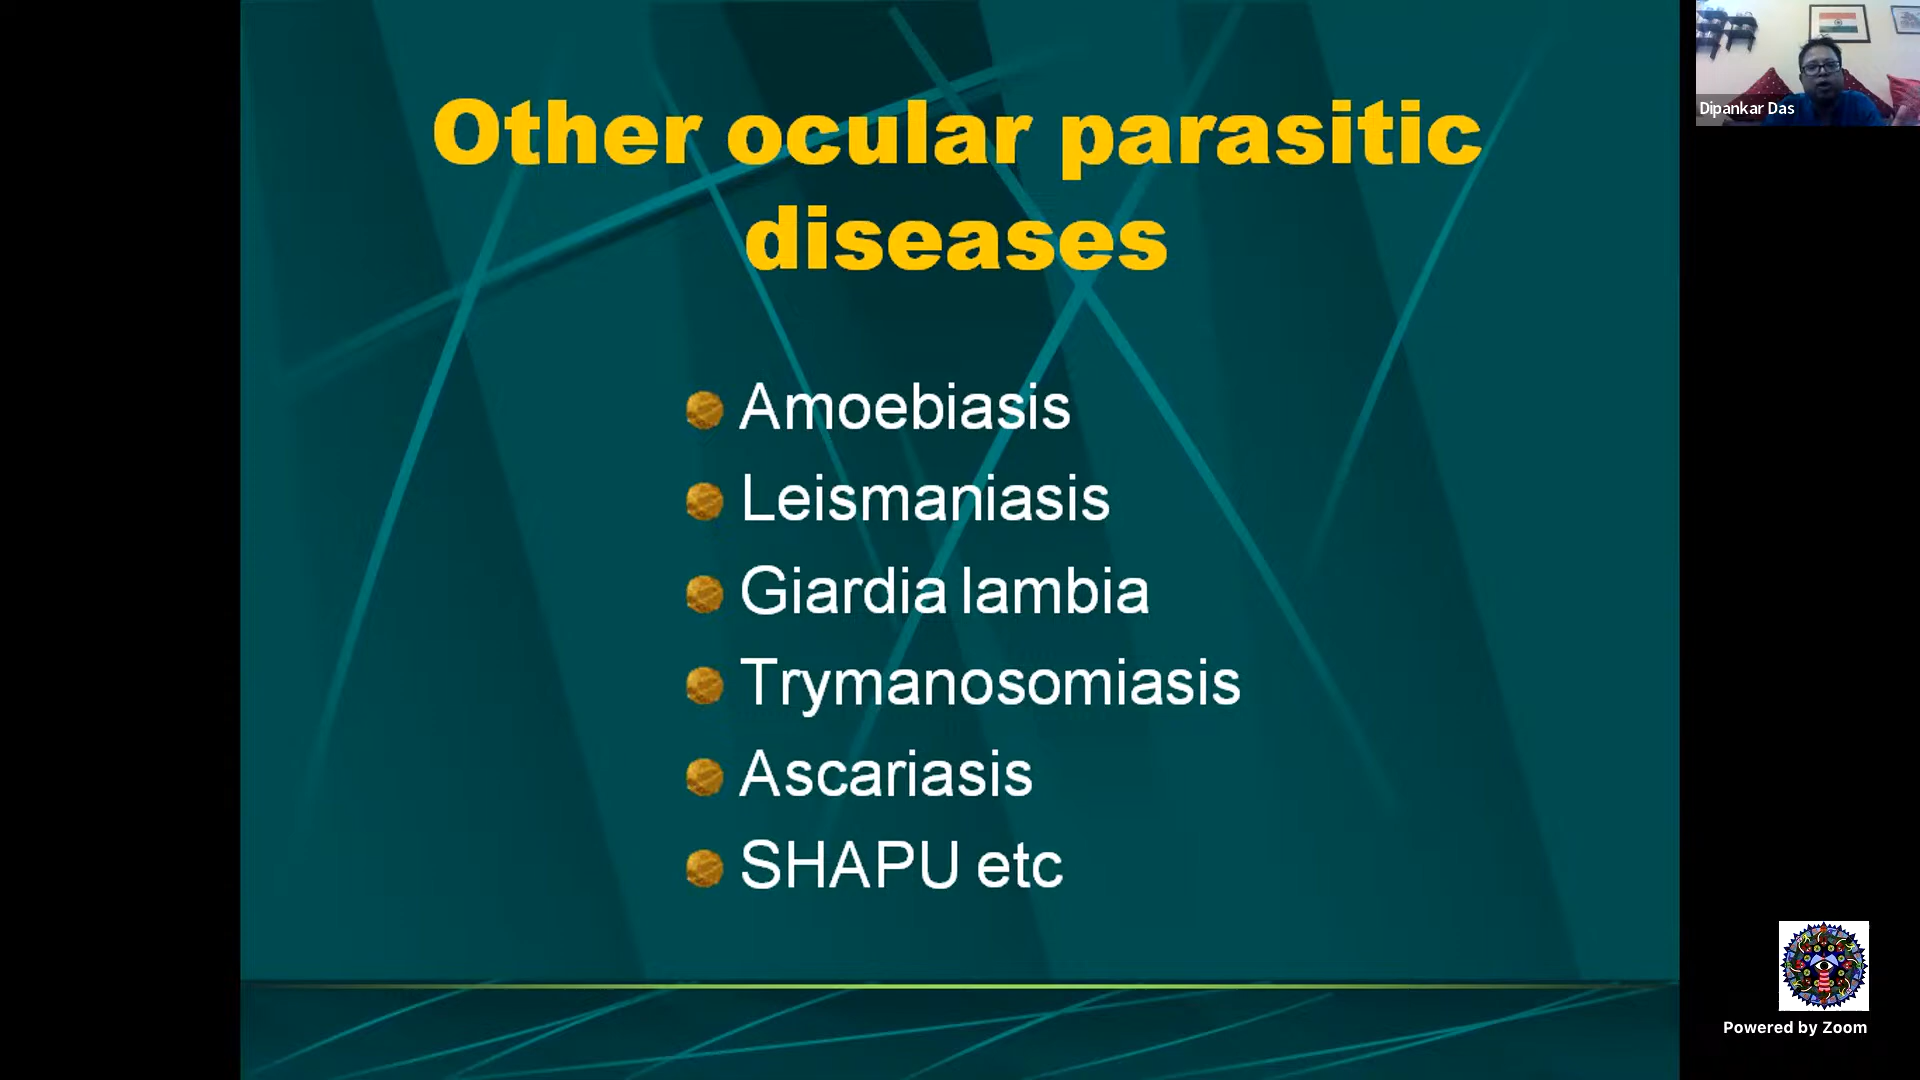 Other ocular parasitic
diseases
Amoebiasis
Leismaniasis
Giardia lambia
Trymanosomiasis
Ascariasis
SHAPU etc
Dipankar Das
Powered by Zoom